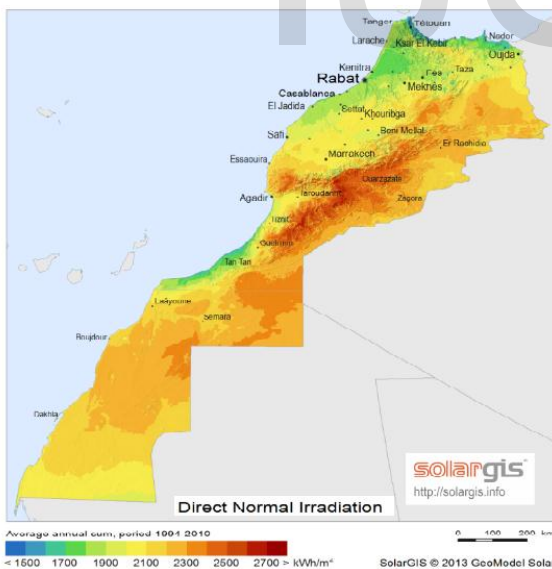 Tanger
Tétouan
Larache
Ksar El Kebir
Nador
Oujda
Kenitra
Fes
Taza
Rabat
Meknès
Casablanca
El Jadida
Settat
Khouribga
Safi
Beni Mellal
Er Rachidia
Essaouira
Marrakech
Ouarzazate
Agadir
Taroudannt
Zagora
Tiznit
Guelmim
Tan Tan
Laâyoune
Semara
Boujdour
Dakhla
solargis
http://solargis.info
Direct Normal Irradiation
Average annual sum, period 1994-2010
0 100 200 km
< 1500 1700 1900 2100 2300 2500 2700 > kWh/m²
SolarGIS © 2013 GeoModel Solar